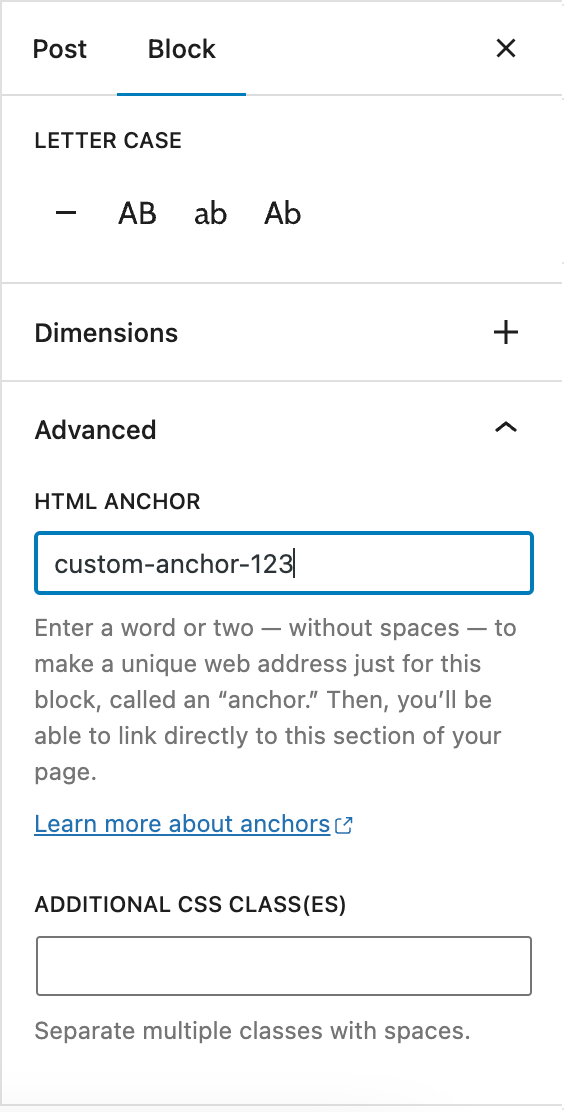 Post Block
LETTER CASE
— AB ab Ab
Dimensions
Advanced
HTML ANCHOR
custom-anchor-123
Enter a word or two — without spaces — to
make a unique web address just for this
block, called an “anchor.” Then, you’ll be
able to link directly to this section of your
page.
Learn more about anchors
ADDITIONAL CSS CLASS(ES)
Separate multiple classes with spaces.